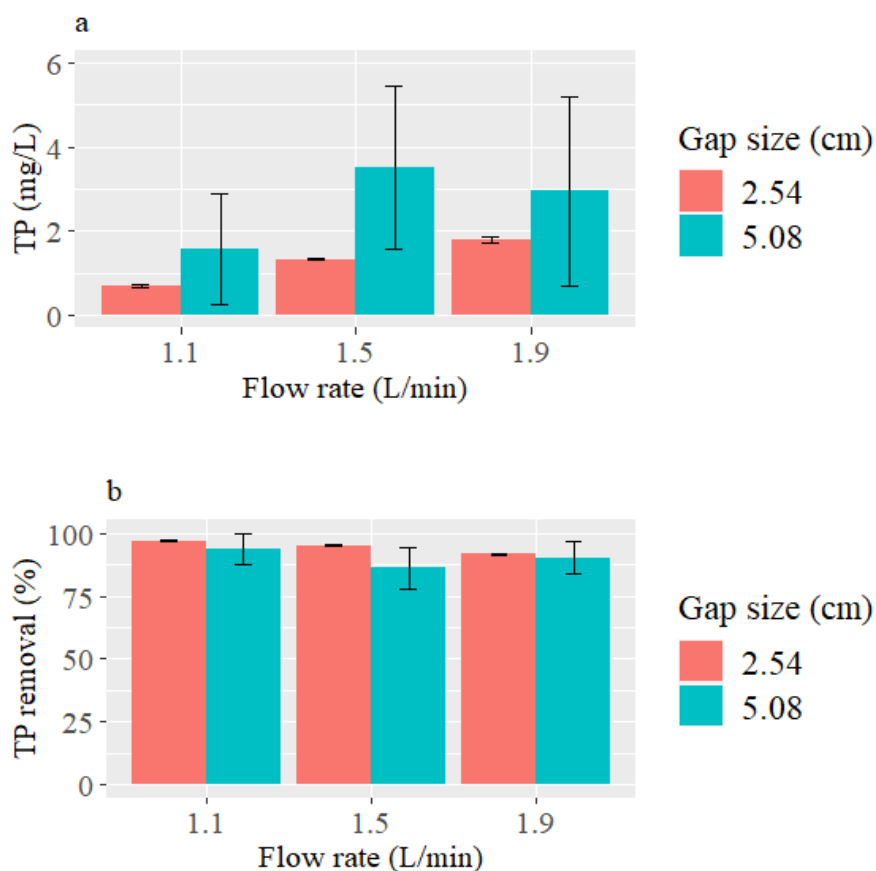 a
TP (mg/L)
6
4
2
0
1.1 1.5 1.9
Flow rate (L/min)
Gap size (cm)
2.54
5.08
b
TP removal (%)
100
75
50
25
0
1.1 1.5 1.9
Flow rate (L/min)
Gap size (cm)
2.54
5.08